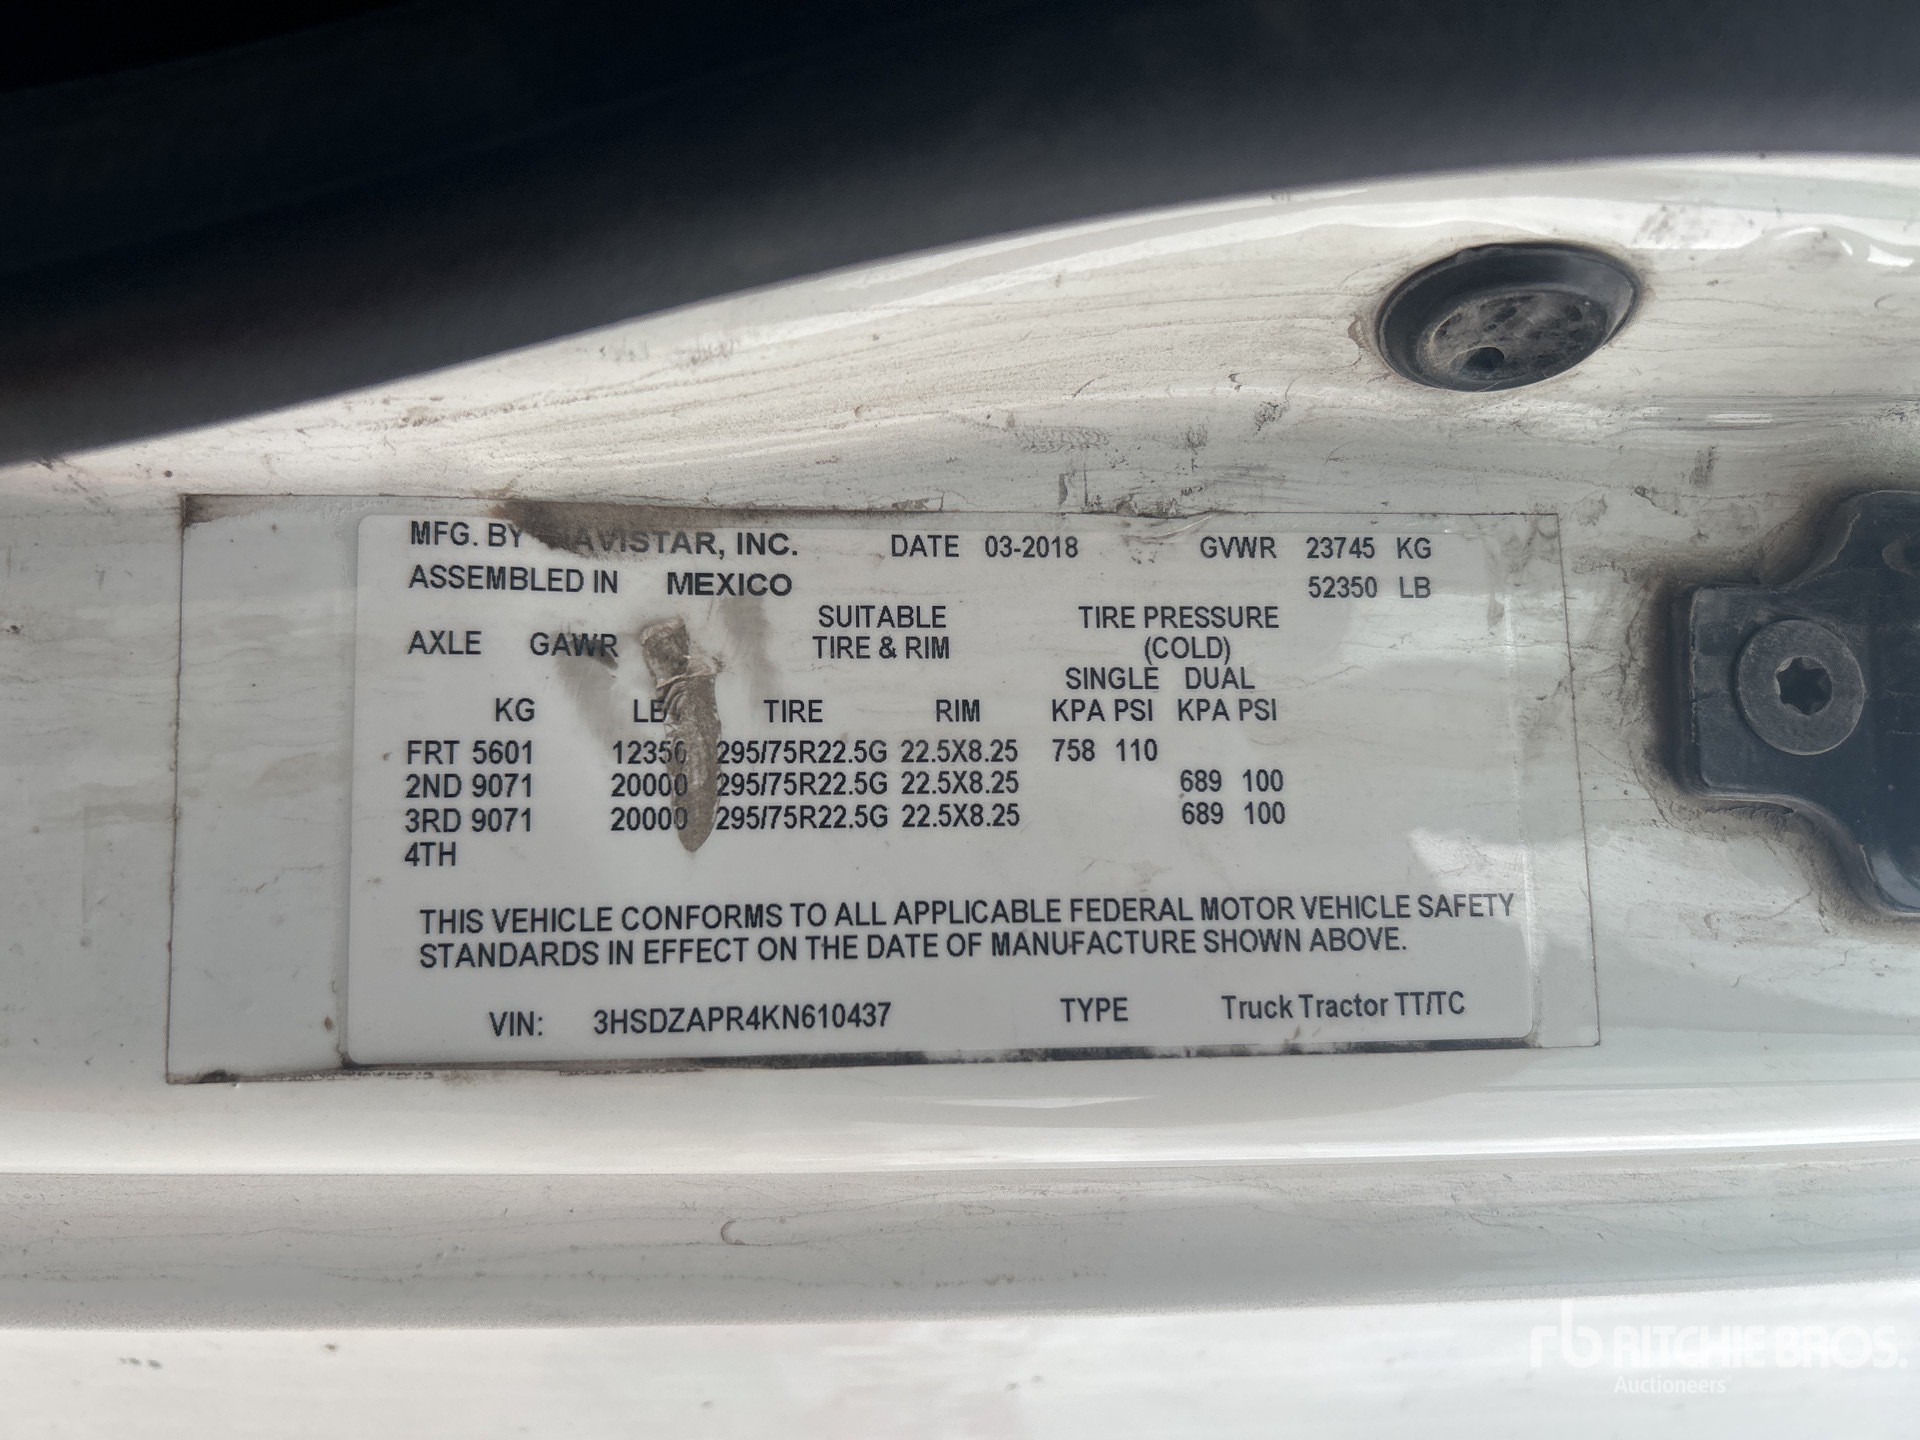 MFG. BY NAVISTAR, INC. DATE 03-2018 GVWR 23745 KG
ASSEMBLED IN MEXICO 52350 LB
SUITABLE TIRE PRESSURE
AXLE GAWR TIRE & RIM (COLD)
SINGLE DUAL
KG LB TIRE RIM KPA PSI KPA PSI
FRT 5601 12350 295/75R22.5G 22.5X8.25 758 110
2ND 9071 20000 295/75R22.5G 22.5X8.25 689 100
3RD 9071 20000 295/75R22.5G 22.5X8.25 689 100
4TH
THIS VEHICLE CONFORMS TO ALL APPLICABLE FEDERAL MOTOR VEHICLE SAFETY
STANDARDS IN EFFECT ON THE DATE OF MANUFACTURE SHOWN ABOVE.
VIN: 3HSDZAPR4KN610437 TYPE Truck Tractor TT/TC
rb RITCHIE BROS.
Auctioneers